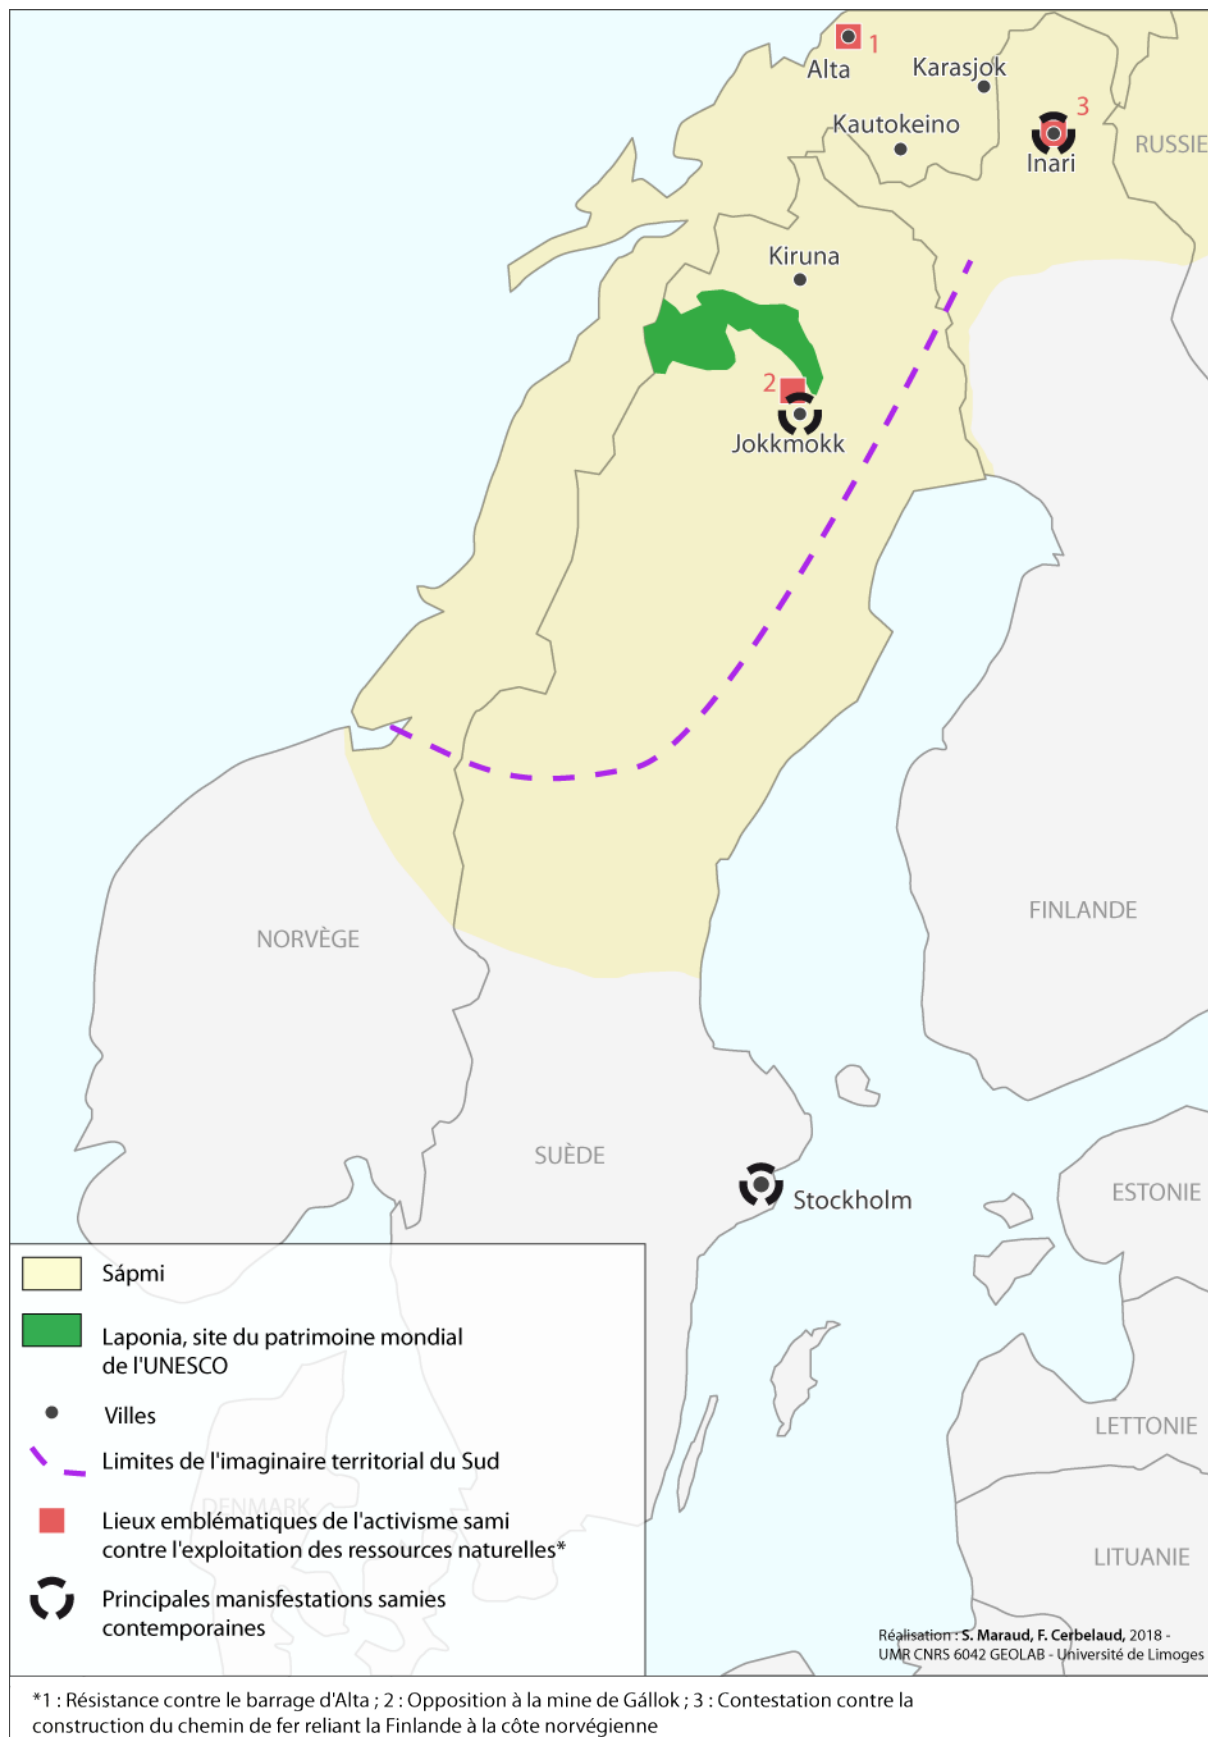 1
Alta
Karasjok
3
Kautokeino
RUSSIE
Inari
Kiruna
2
Jokkmokk
FINLANDE
NORVÈGE
SUÈDE
ESTONIE
Stockholm
Sápmi
Laponia, site du patrimoine mondial
de l'UNESCO
Villes
LETTONIE
Limites de l'imaginaire territorial du Sud
DENMARK
Lieux emblématiques de l'activisme sami
contre l'exploitation des ressources naturelles*
LITUANIE
Principales manisfestations samies
contemporaines
Réalisation : S. Maraud, F. Cerbelaud, 2018 -
UMR CNRS 6042 GEOLAB - Université de Limoges
*1 : Résistance contre le barrage d'Alta ; 2 : Opposition à la mine de Gállok ; 3 : Contestation contre la
construction du chemin de fer reliant la Finlande à la côte norvégienne